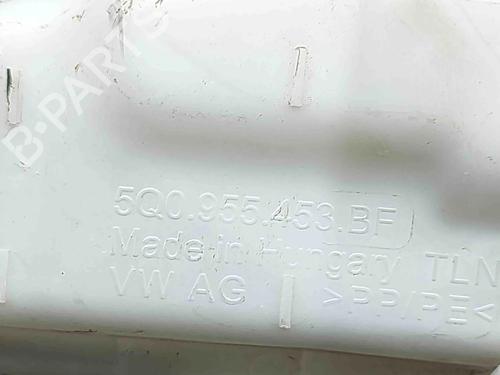 B-PARTS
5Q0.955.453.BF
Made in Hungary TLN
VW AG >PP/PE<